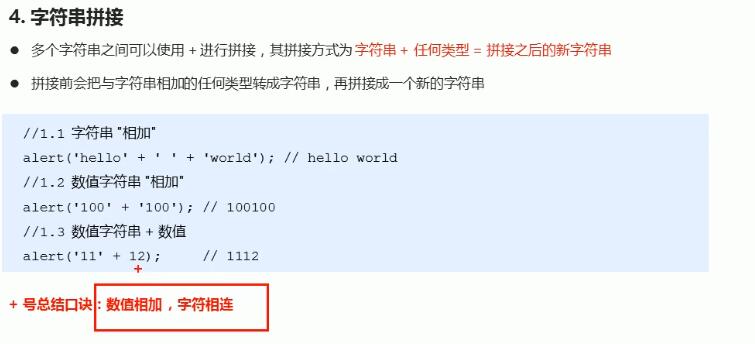 4. 字符串拼接
● 多个字符串之间可以使用 + 进行拼接，其拼接方式为 字符串 + 任何类型 = 拼接之后的新字符串
● 拼接前会把与字符串相加的任何类型转成字符串，再拼接成一个新的字符串
//1.1 字符串 "相加"
alert('hello' + ' ' + 'world'); // hello world
//1.2 数值字符串 "相加"
alert('100' + '100'); // 100100
//1.3 数值字符串 + 数值
alert('11' + 12);     // 1112
+
+ 号总结口诀：数值相加，字符相连